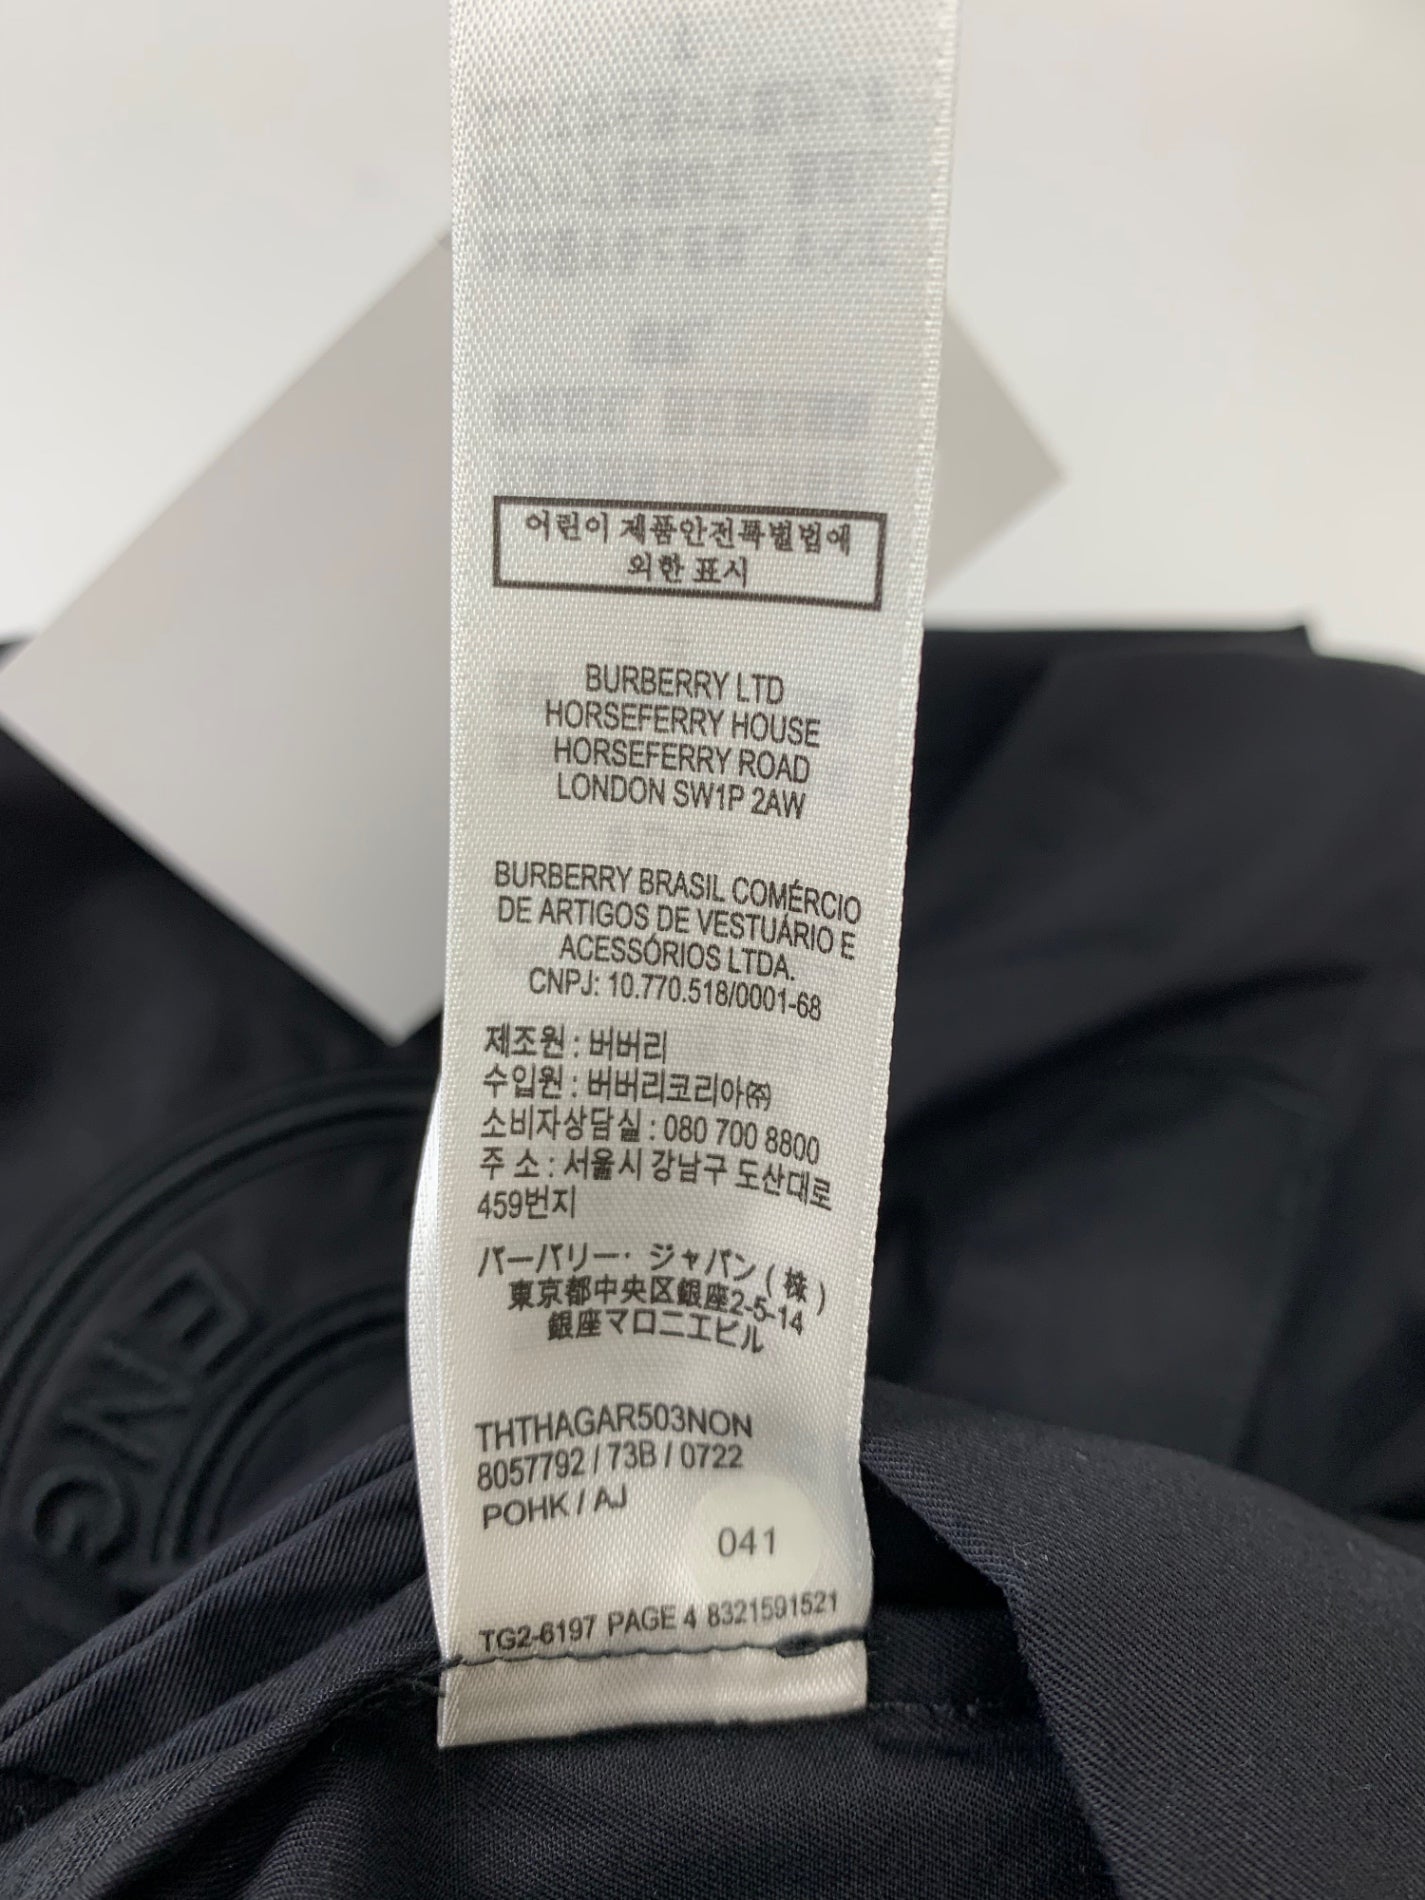 어린이 제품안전특별법에
외한 표시
BURBERRY LTD
HORSEFERRY HOUSE
HORSEFERRY ROAD
LONDON SW1P 2AW
BURBERRY BRASIL COMÉRCIO
DE ARTIGOS DE VESTUÁRIO E
ACESSÓRIOS LTDA.
CNPJ: 10.770.518/0001-68
제조원 : 버버리
수입원 : 버버리코리아㈜
소비자상담실 : 080 700 8800
주 소 : 서울시 강남구 도산대로
459번지
バーバリー・ジャパン (株)
東京都中央区銀座2-5-14
銀座マロニエビル
THTHAGAR503NON
8057792 / 73B / 0722
POHK / AJ
041
TG2-6197 PAGE 4 8321591521